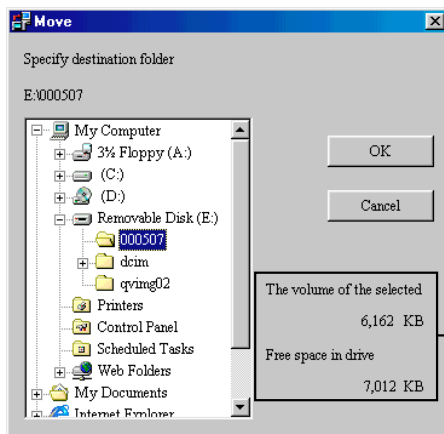 Move
Specify destination folder
E:\000507
My Computer
3½ Floppy (A:)
(C:)
(D:)
Removable Disk (E:)
000507
dcim
qvimg02
Printers
Control Panel
Scheduled Tasks
Web Folders
My Documents
Internet Explorer
OK
Cancel
The volume of the selected
6,162 KB
Free space in drive
7,012 KB